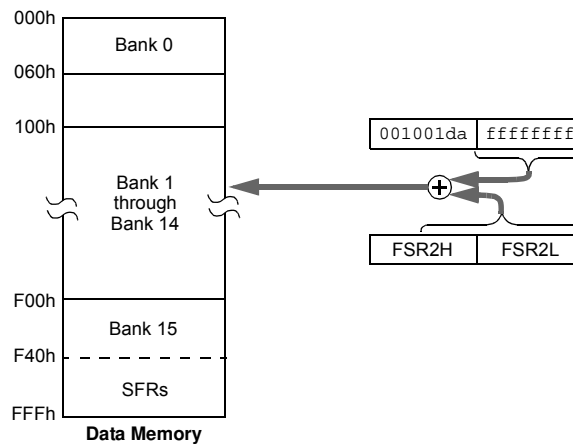 000h
Bank 0
060h
100h
001001da ffffffff
Bank 1
through
Bank 14
FSR2H FSR2L
F00h
Bank 15
F40h
SFRs
FFFh
Data Memory